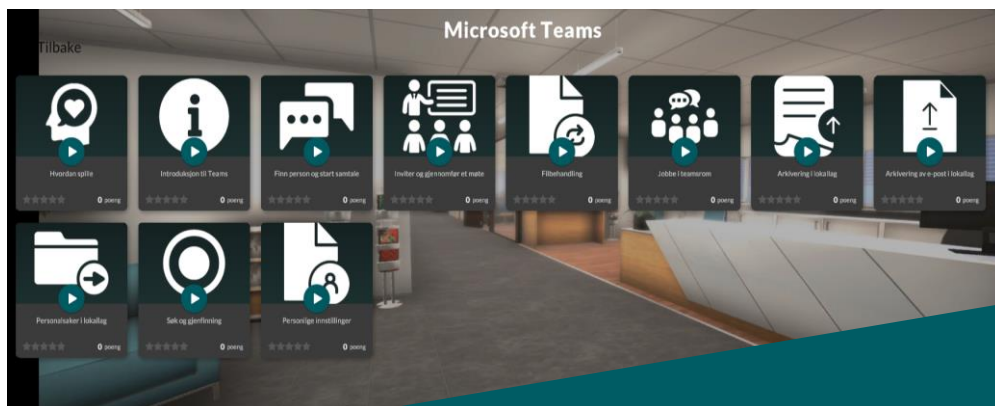 Microsoft Teams
Tilbake
Hvordan spille
0 poeng
Introduksjon til Teams
0 poeng
Finn person og start samtale
0 poeng
Inviter og gjennomfør et møte
0 poeng
Filbehandling
0 poeng
Jobbe i teamsrom
0 poeng
Arkivering i lokallag
0 poeng
Arkivering av e-post i lokallag
0 poeng
Personalsaker i lokallag
0 poeng
Søk og gjenfinning
0 poeng
Personlige innstillinger
0 poeng